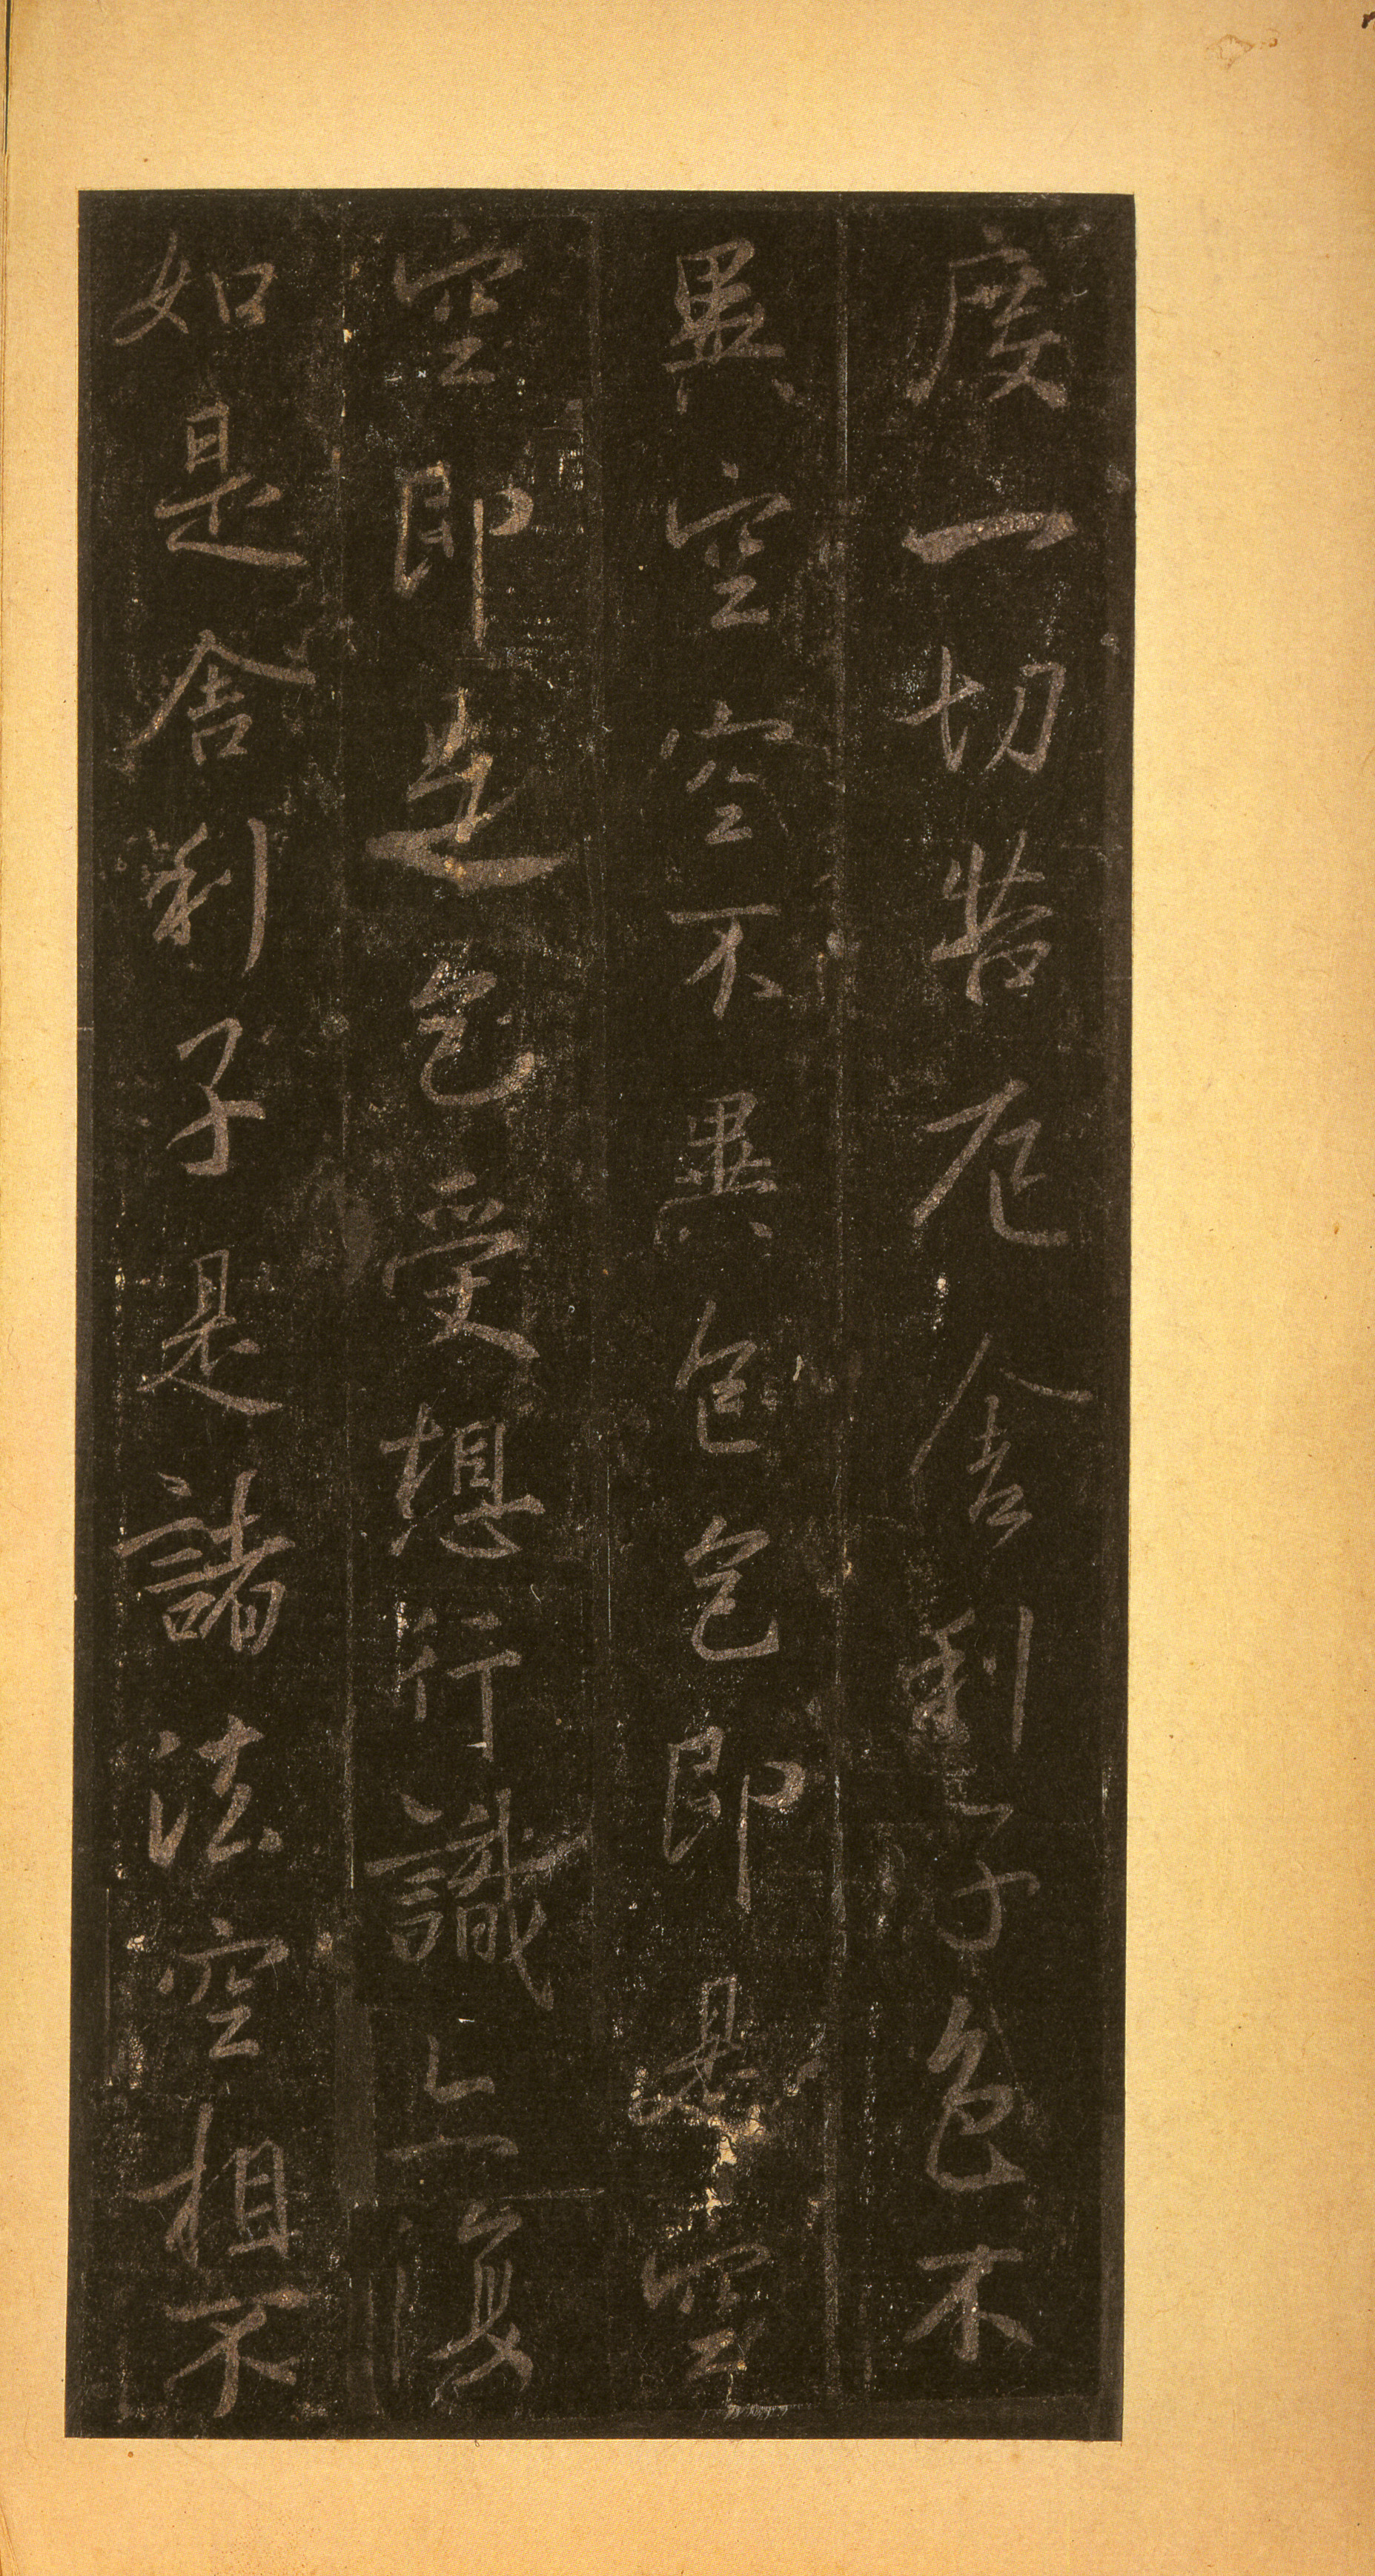 度一切苦厄舍利子色不
異空空不異色色即是空
空即是色受想行識亦復
如是舍利子是諸法空相不